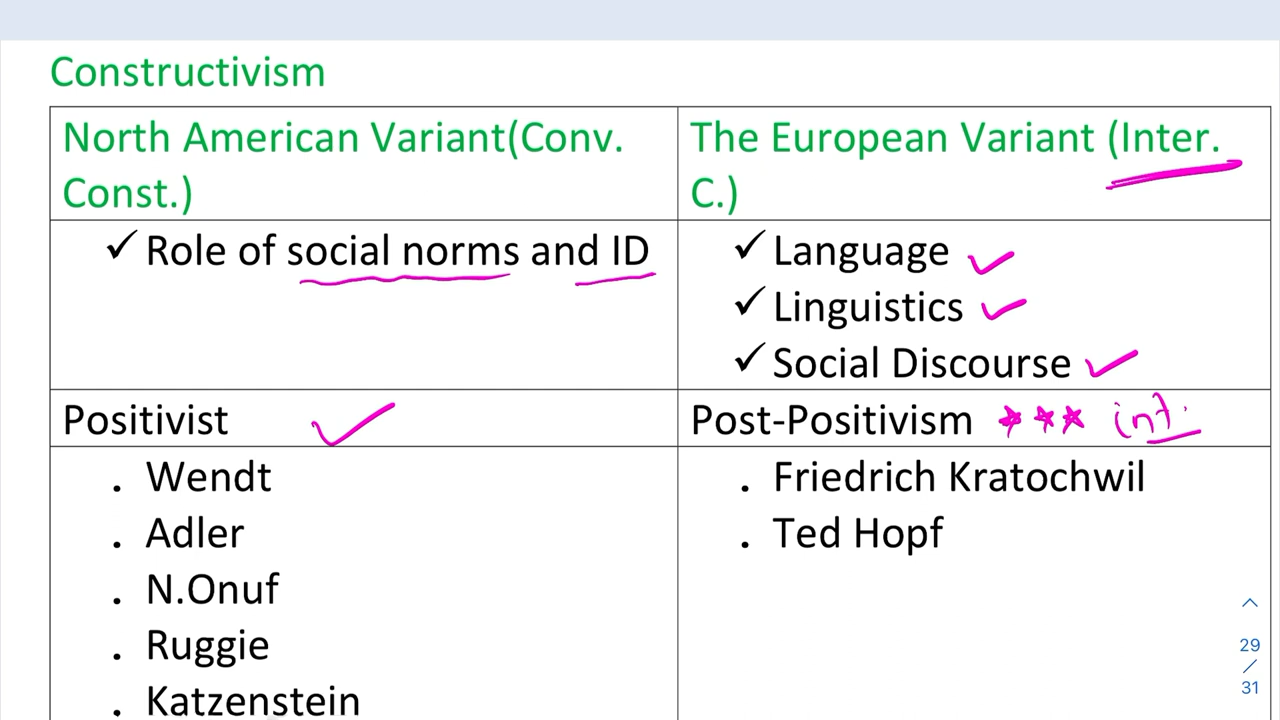 Constructivism
North American Variant(Conv.
Const.)
The European Variant (Inter.
C.)
✓ Role of social norms and ID
✓ Language
✓ Linguistics
✓ Social Discourse
Positivist
Post-Positivism *** int.
. Wendt
. Adler
. N.Onuf
. Ruggie
. Katzenstein
. Friedrich Kratochwil
. Ted Hopf
29
/
31